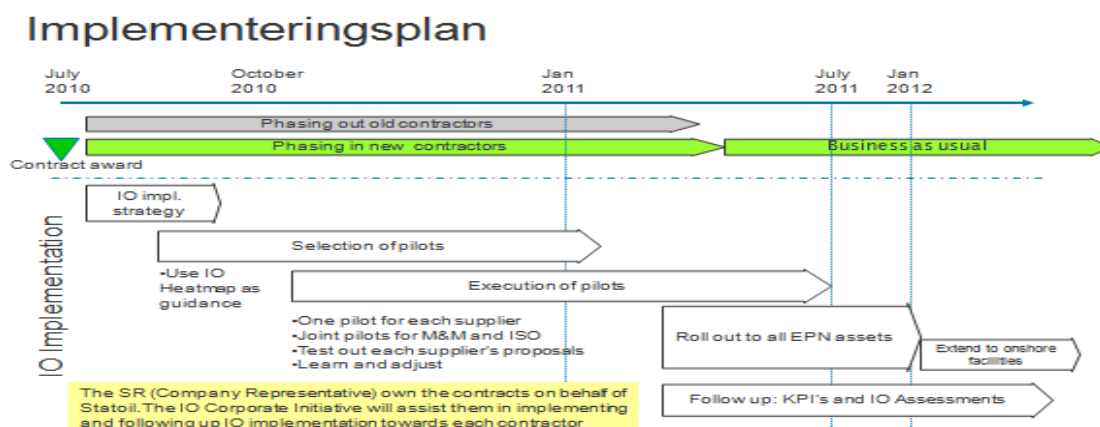 Implementeringsplan
July
2010
October
2010
Jan
2011
July
2011
Jan
2012
Phasing out old contractors
Phasing in new contractors
Business as usual
Contract award
IO Implementation
IO impl.
strategy
Selection of pilots
•Use IO
Heatmap as
guidance
Execution of pilots
•One pilot for each supplier
•Joint pilots for M&M and ISO
•Test out each supplier's proposals
•Learn and adjust
Roll out to all EPN assets
Extend to onshore
facilities
Follow up: KPI's and IO Assessments
The SR (Company Representative) own the contracts on behalf of
Statoil. The IO Corporate Initiative will assist them in implementing
and following up IO implementation towards each contractor